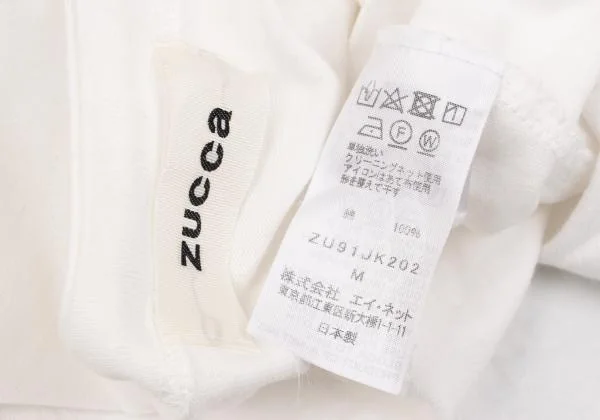 zucca
F W
単独洗い
クリーニングネット使用
アイロンはあて布使用
形を整えて干す
綿 100%
ZU91JK202
M
株式会社 エイ・ネット
東京都江東区新大橋1-1-11
日本製